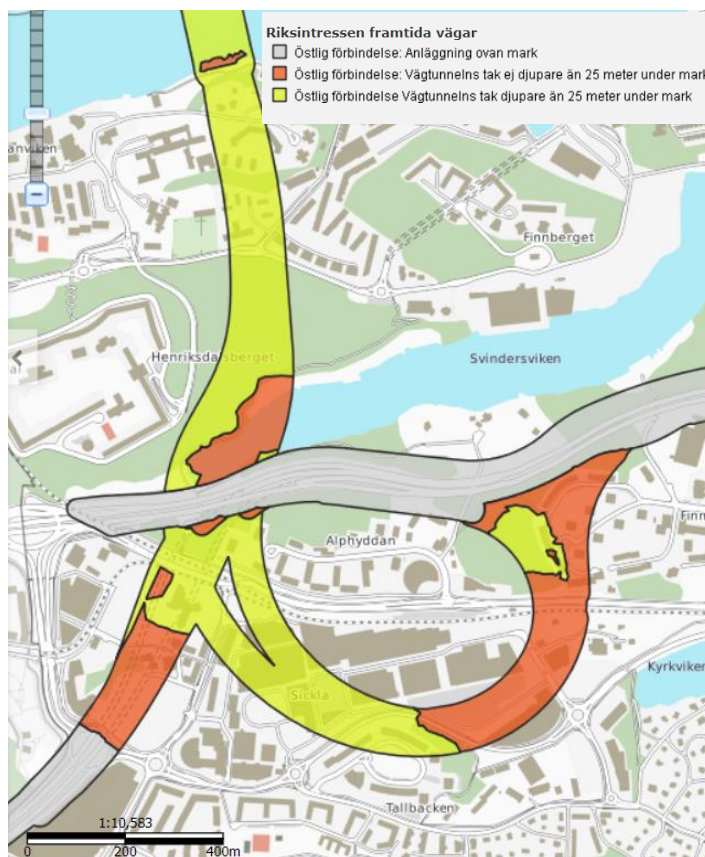 Riksintressen framtida vägar
Östlig förbindelse: Anläggning ovan mark
Östlig förbindelse: Vägtunnelns tak ej djupare än 25 meter under mark
Östlig förbindelse Vägtunnelns tak djupare än 25 meter under mark
Finnberget
Henriksdalsberget
Svindersviken
Alphyddan
Finn
Kyrkviken
Sickla
Tallbacken
1:10,583
0 200 400m